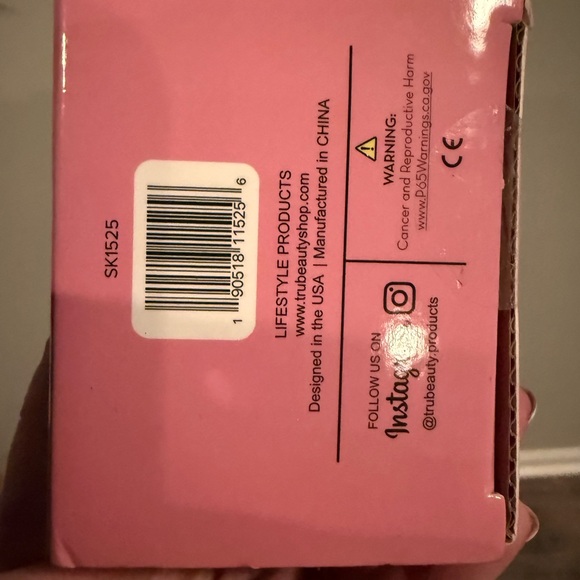 SK1525
1 90518 11525 6
LIFESTYLE PRODUCTS
www.trubeautyshop.com
Designed in the USA | Manufactured in CHINA
FOLLOW US ON
Instagram
@trubeauty.products
WARNING:
Cancer and Reproductive Harm
www.P65Warnings.ca.gov
CE